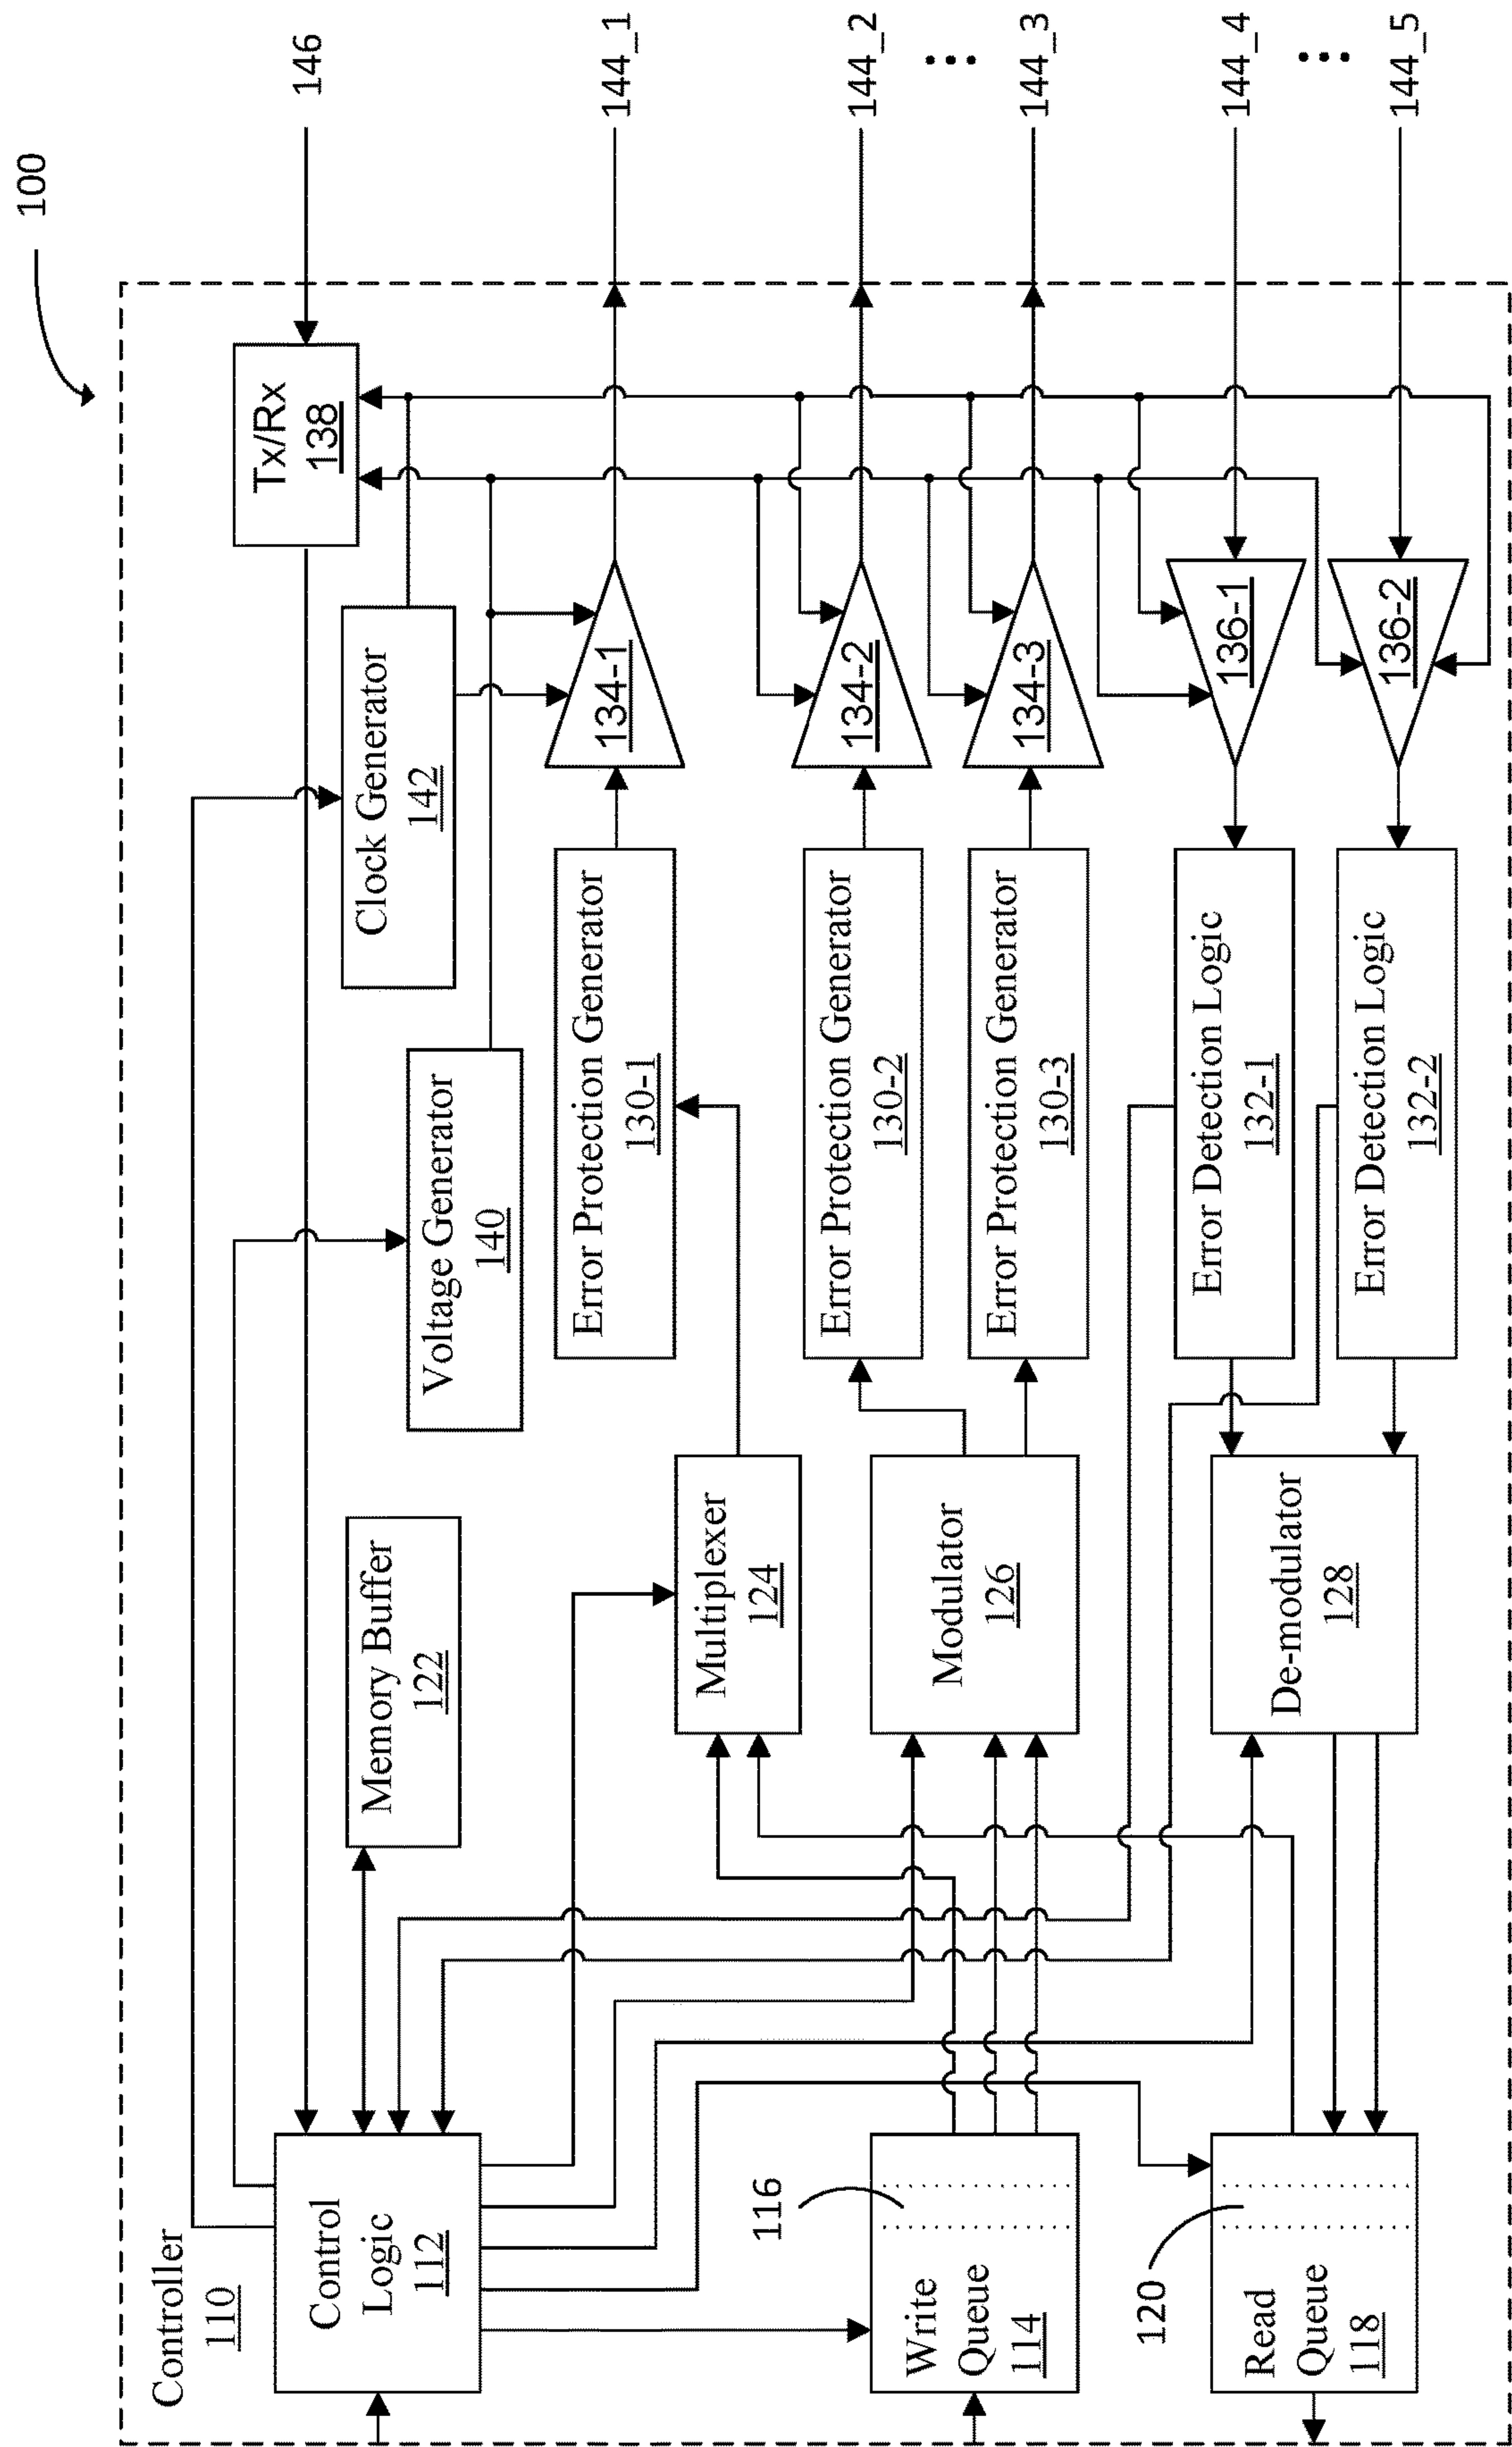 100
Controller
110
Control
Logic
112
Memory Buffer
122
Voltage Generator
140
Clock Generator
142
Tx/Rx
138
146
Multiplexer
124
Error Protection Generator
130-1
134-1
144_1
116
Write
Queue
114
Modulator
126
Error Protection Generator
130-2
134-2
144_2
Error Protection Generator
130-3
134-3
144_3
120
Read
Queue
118
De-modulator
128
Error Detection Logic
132-1
136-1
144_4
Error Detection Logic
132-2
136-2
144_5